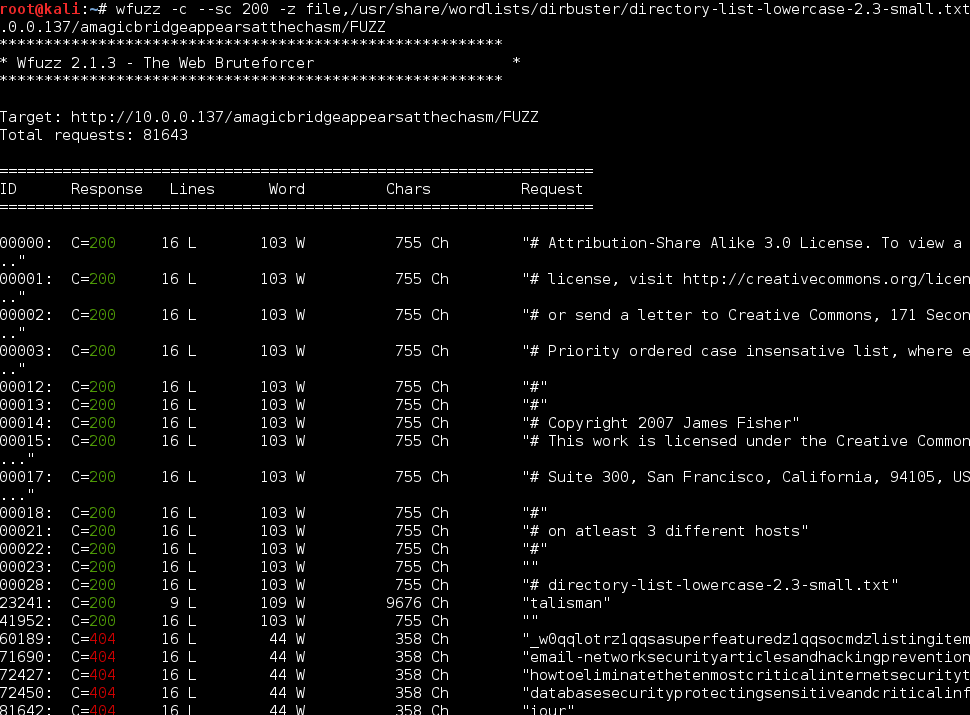 root@kali:~# wfuzz -c --sc 200 -z file,/usr/share/wordlists/dirbuster/directory-list-lowercase-2.3-small.txt
.0.0.137/amagicbridgeappearsatthechasm/FUZZ
********************************************************
* Wfuzz 2.1.3 - The Web Bruteforcer                      *
********************************************************
Target: http://10.0.0.137/amagicbridgeappearsatthechasm/FUZZ
Total requests: 81643
==================================================================
ID      Response   Lines      Word         Chars          Request
==================================================================
00000:  C=200     16 L       103 W          755 Ch        "# Attribution-Share Alike 3.0 License. To view a
.."
00001:  C=200     16 L       103 W          755 Ch        "# license, visit http://creativecommons.org/licen
.."
00002:  C=200     16 L       103 W          755 Ch        "# or send a letter to Creative Commons, 171 Secon
.."
00003:  C=200     16 L       103 W          755 Ch        "# Priority ordered case insensative list, where e
.."
00012:  C=200     16 L       103 W          755 Ch        "#"
00013:  C=200     16 L       103 W          755 Ch        "#"
00014:  C=200     16 L       103 W          755 Ch        "# Copyright 2007 James Fisher"
00015:  C=200     16 L       103 W          755 Ch        "# This work is licensed under the Creative Common
..."
00017:  C=200     16 L       103 W          755 Ch        "# Suite 300, San Francisco, California, 94105, US
..."
00018:  C=200     16 L       103 W          755 Ch        "#"
00021:  C=200     16 L       103 W          755 Ch        "# on atleast 3 different hosts"
00022:  C=200     16 L       103 W          755 Ch        "#"
00023:  C=200     16 L       103 W          755 Ch        ""
00028:  C=200     16 L       103 W          755 Ch        "# directory-list-lowercase-2.3-small.txt"
23241:  C=200      9 L       109 W         9676 Ch        "talisman"
41952:  C=200     16 L       103 W          755 Ch        ""
60189:  C=404     16 L        44 W          358 Ch        "_w0qqlotrz1qqsasuperfeaturedz1qqsocmdzlistingitem
71690:  C=404     16 L        44 W          358 Ch        "email-networksecurityarticlesandhackingprevention
72427:  C=404     16 L        44 W          358 Ch        "howtoeliminatethetenmostcriticalinternetsecurityt
72450:  C=404     16 L        44 W          358 Ch        "databasesecurityprotectingsensitiveandcriticalinf
81642:  C=404     16 L        44 W          358 Ch        "jour"